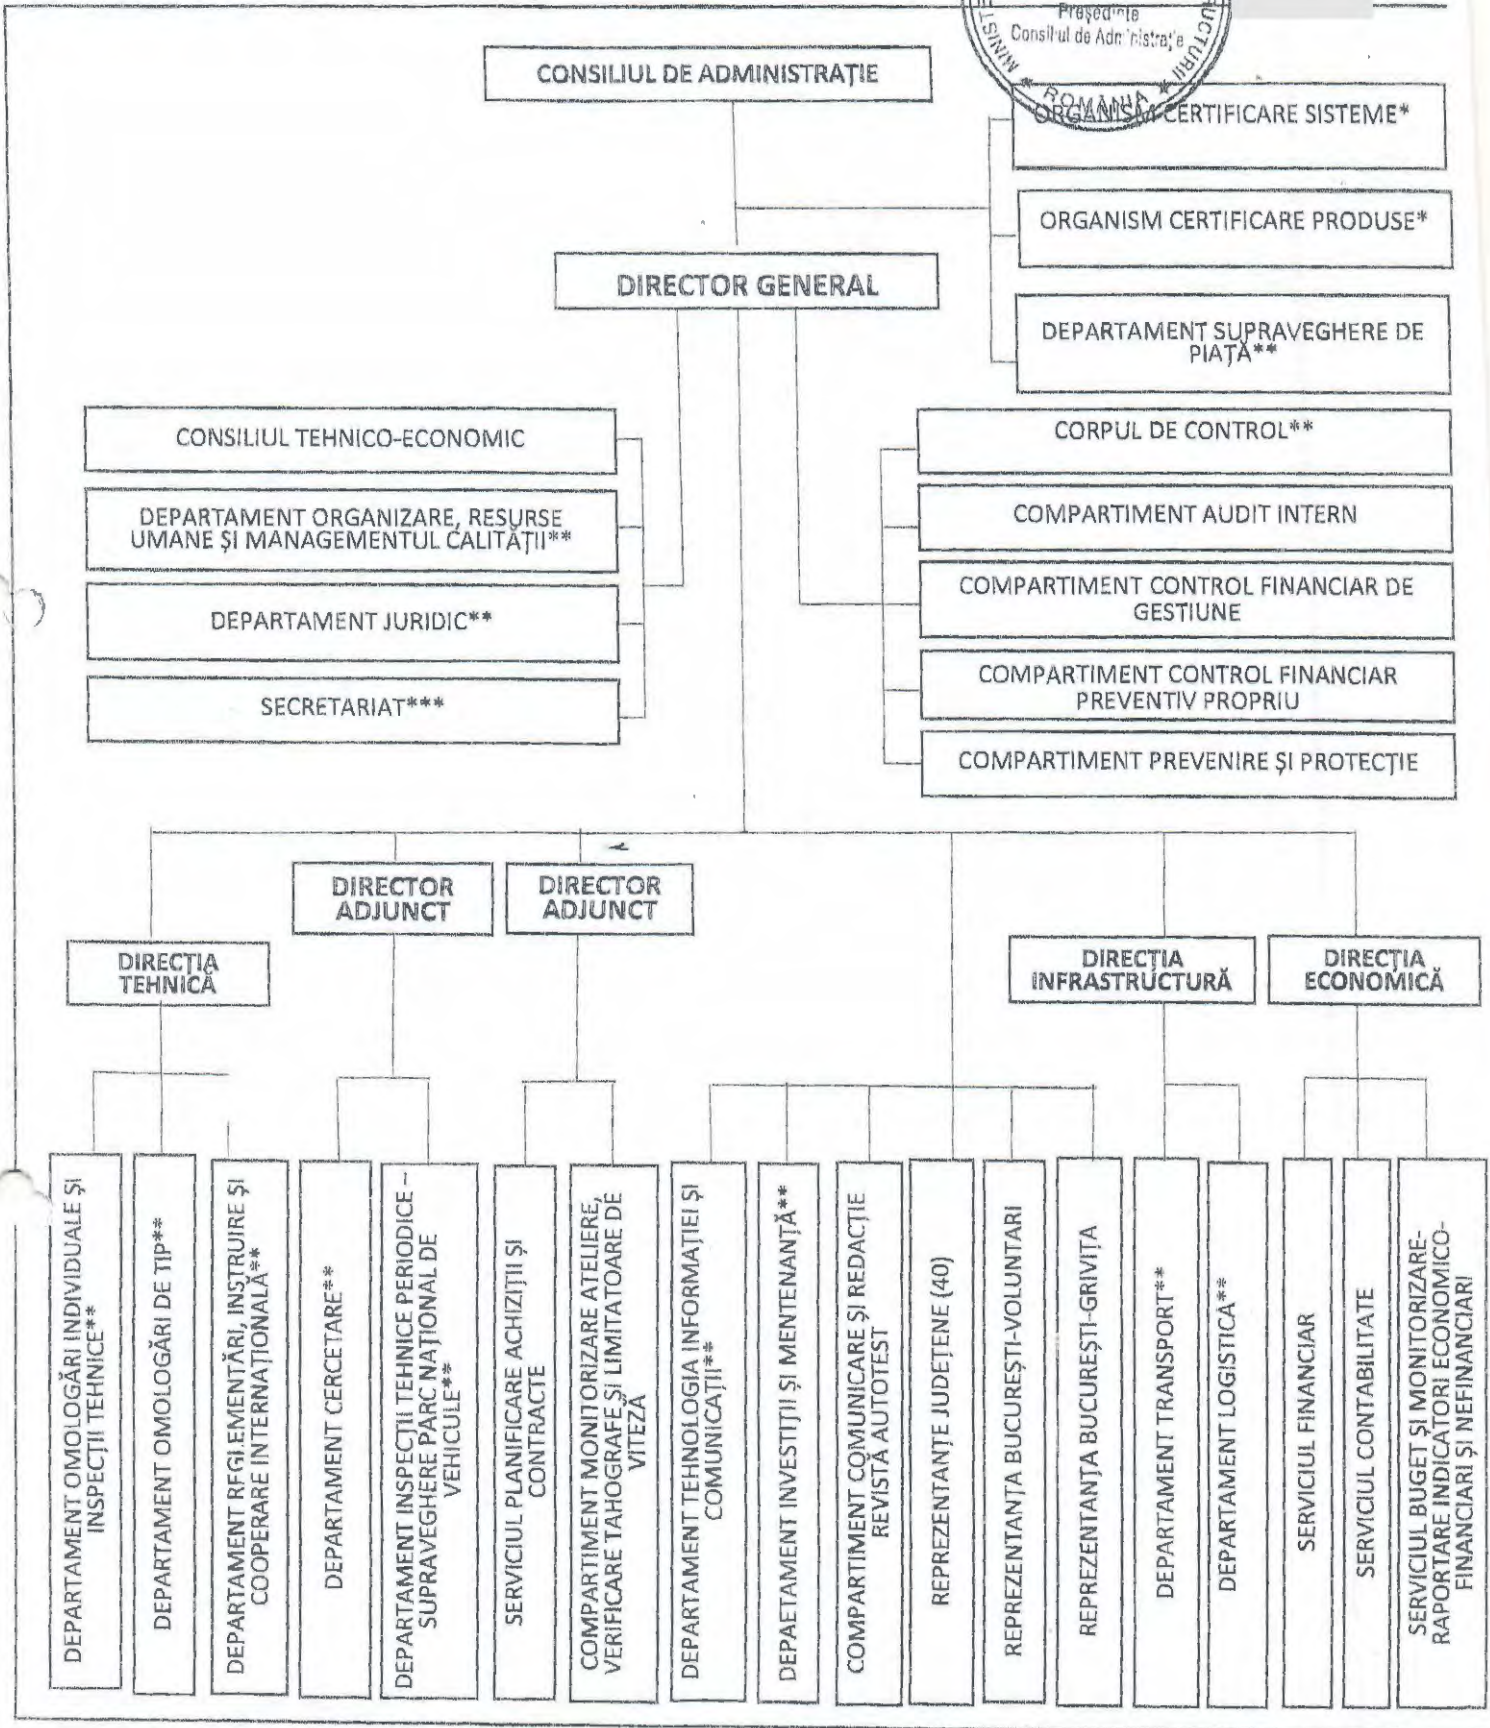 Președinte
Consiliul de Administrație
ROMÂNIA
CONSILIUL DE ADMINISTRAȚIE
ORGANISM CERTIFICARE SISTEME*
ORGANISM CERTIFICARE PRODUSE*
DIRECTOR GENERAL
DEPARTAMENT SUPRAVEGHERE DE
PIAȚĂ**
CONSILIUL TEHNICO-ECONOMIC
DEPARTAMENT ORGANIZARE, RESURSE
UMANE ȘI MANAGEMENTUL CALITĂȚII**
DEPARTAMENT JURIDIC**
SECRETARIAT***
CORPUL DE CONTROL**
COMPARTIMENT AUDIT INTERN
COMPARTIMENT CONTROL FINANCIAR DE
GESTIUNE
COMPARTIMENT CONTROL FINANCIAR
PREVENTIV PROPRIU
COMPARTIMENT PREVENIRE ȘI PROTECȚIE
DIRECTOR
ADJUNCT
DIRECTOR
ADJUNCT
DIRECȚIA
TEHNICĂ
DIRECȚIA
INFRASTRUCTURĂ
DIRECȚIA
ECONOMICĂ
DEPARTAMENT OMOLOGĂRI INDIVIDUALE ȘI
INSPECȚII TEHNICE**
DEPARTAMENT OMOLOGĂRI DE TIP**
DEPARTAMENT REGLEMENTĂRI, INSTRUIRE ȘI
COOPERARE INTERNAȚIONALĂ**
DEPARTAMENT CERCETARE**
DEPARTAMENT INSPECȚII TEHNICE PERIODICE –
SUPRAVEGHERE PARC NAȚIONAL DE
VEHICULE**
SERVICIUL PLANIFICARE ACHIZIȚII ȘI
CONTRACTE
COMPARTIMENT MONITORIZARE ATELIERE,
VERIFICARE TAHOGRAFE ȘI LIMITATOARE DE
VITEZĂ
DEPARTAMENT TEHNOLOGIA INFORMAȚIEI ȘI
COMUNICAȚII**
DEPAETAMENT INVESTIȚII ȘI MENTENANȚĂ**
COMPARTIMENT COMUNICARE ȘI REDACȚIE
REVISTĂ AUTOTEST
REPREZENTANȚE JUDEȚENE (40)
REPREZENTANȚA BUCUREȘTI-VOLUNTARI
REPREZENTANȚA BUCUREȘTI-GRIVIȚA
DEPARTAMENT TRANSPORT**
DEPARTAMENT LOGISTICĂ**
SERVICIUL FINANCIAR
SERVICIUL CONTABILITATE
SERVICIUL BUGET ȘI MONITORIZARE-
RAPORTARE INDICATORI ECONOMICO-
FINANCIARI ȘI NEFINANCIARI